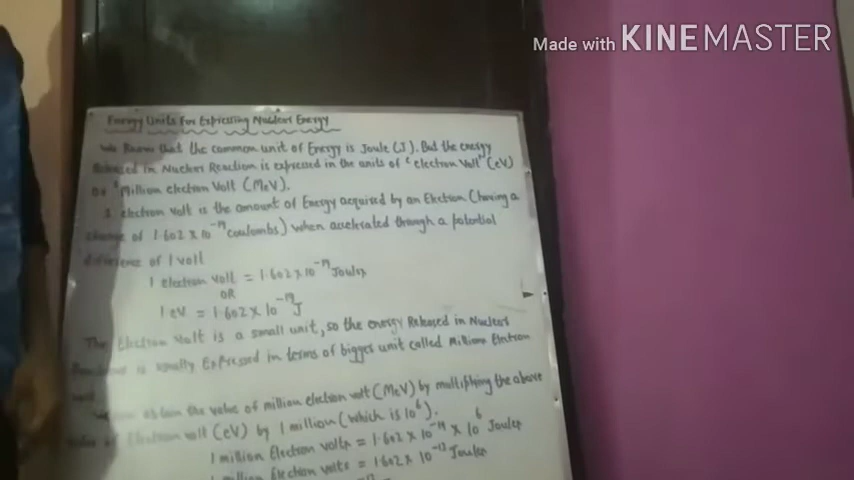 Made with KINEMASTER
Energy Units For Expressing Nuclear Energy
We know that the common unit of Energy is Joule (J). But the energy
Released in Nuclear Reaction is expressed in the units of "electron Volt" (eV)
or "Million electron Volt (MeV).
1 electron volt is the amount of Energy acquired by an Electron (having a
charge of 1.602 x 10⁻¹⁹ coulombs) when accelrated through a potential
difference of 1 volt
1 electron volt = 1.602 x 10⁻¹⁹ Joules
OR
1 eV = 1.602 x 10⁻¹⁹ J
The Electron Volt is a small unit, so the energy Released in Nuclear
is usually Expressed in terms of bigger unit called Million Electron
obtain the value of million electron volt (MeV) by multiplying the above
value of Electron volt (eV) by 1 million (which is 10⁶).
1 million Electron volts = 1.602 x 10⁻¹⁹ x 10⁶ Joules
1 million Electron volts = 1.602 x 10⁻¹³ Joules